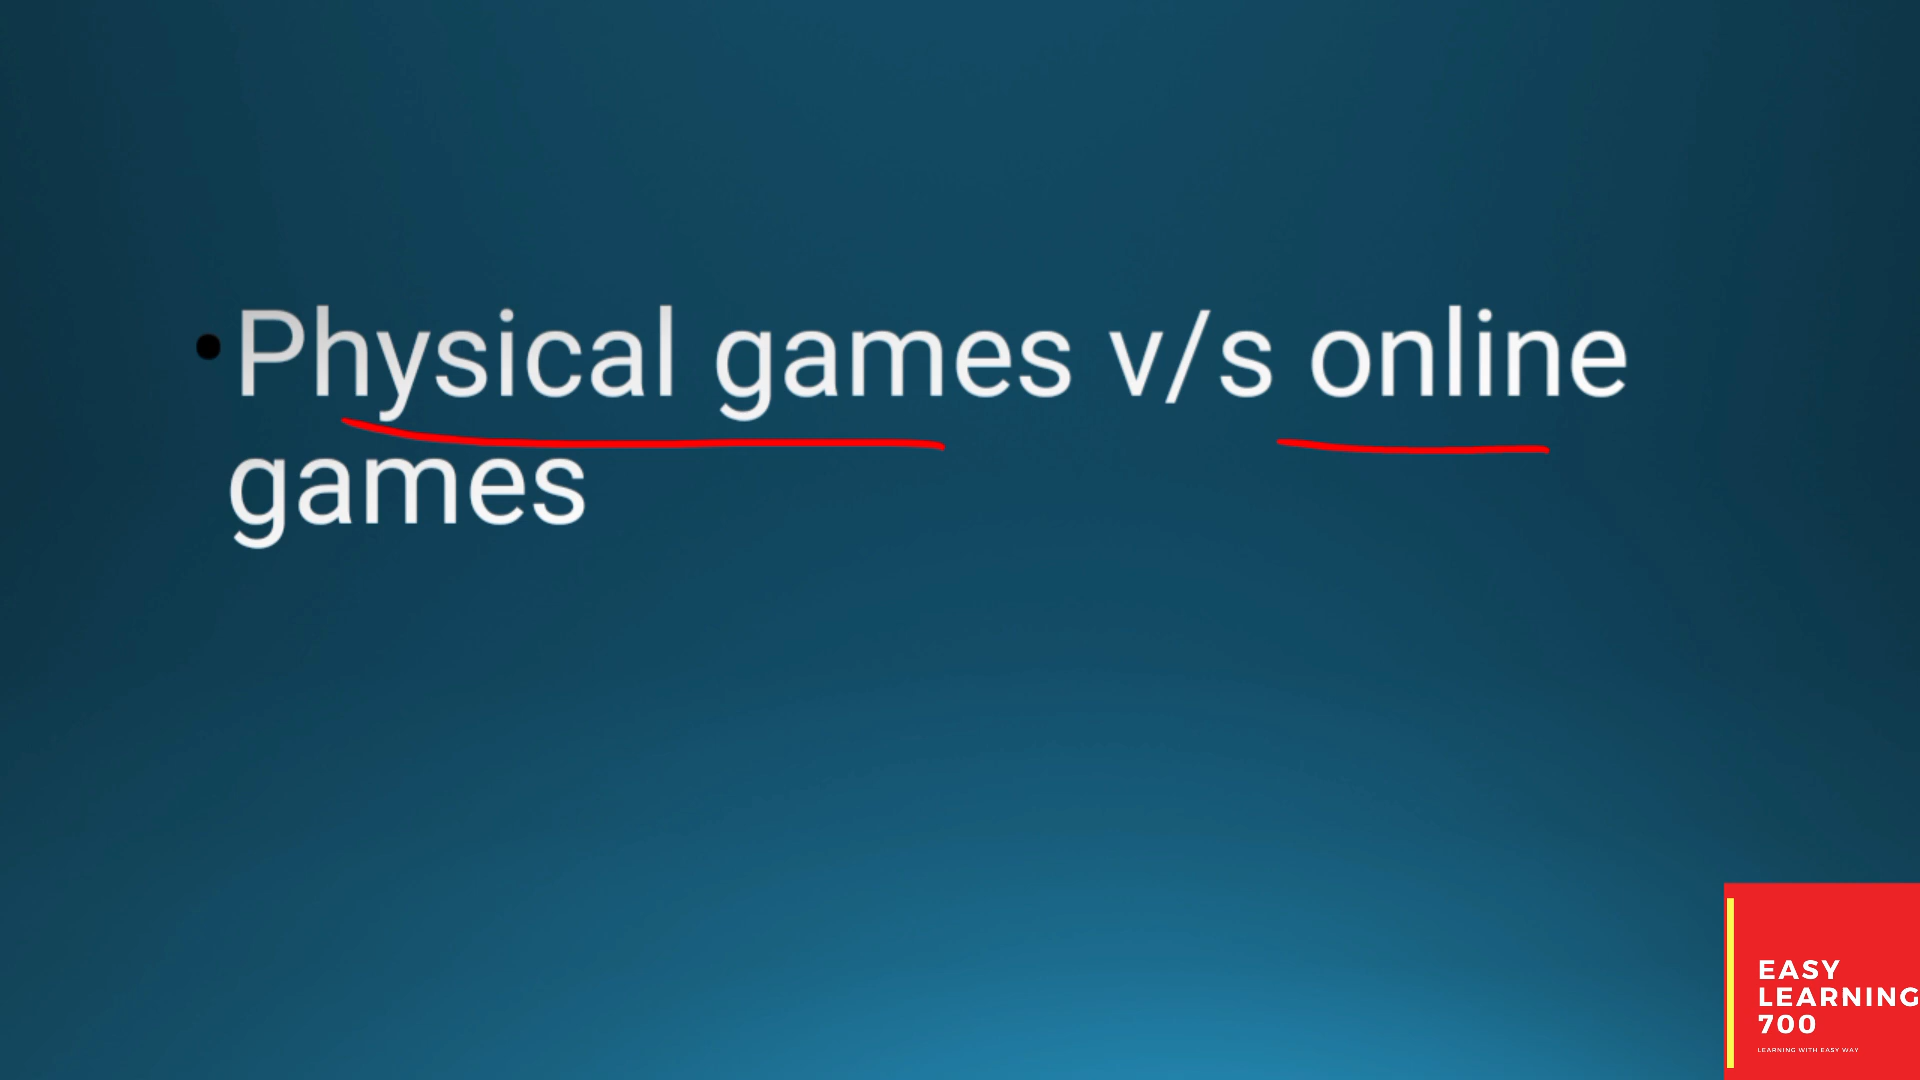 •Physical games v/s online
games
EASY
LEARNING
700
LEARNING WITH EASY WAY